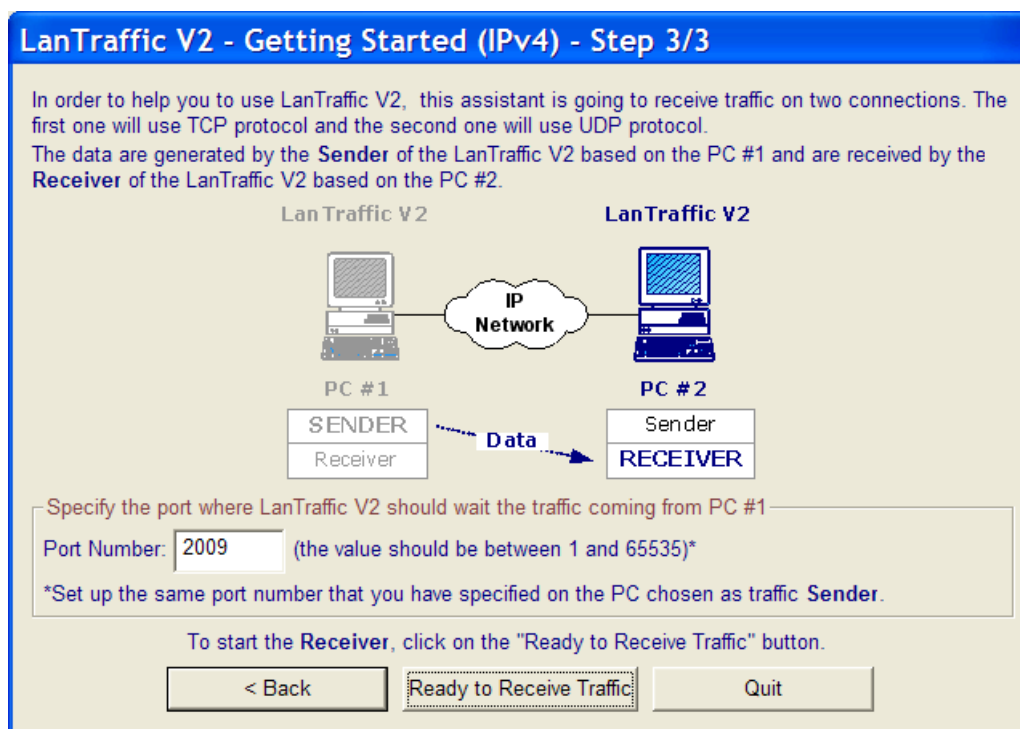 LanTraffic V2 - Getting Started (IPv4) - Step 3/3
In order to help you to use LanTraffic V2, this assistant is going to receive traffic on two connections. The
first one will use TCP protocol and the second one will use UDP protocol.
The data are generated by the Sender of the LanTraffic V2 based on the PC #1 and are received by the
Receiver of the LanTraffic V2 based on the PC #2.
LanTraffic V2
LanTraffic V2
IP
Network
PC #1
PC #2
SENDER
Receiver
Data
Sender
RECEIVER
Specify the port where LanTraffic V2 should wait the traffic coming from PC #1
Port Number: 2009 (the value should be between 1 and 65535)*
*Set up the same port number that you have specified on the PC chosen as traffic Sender.
To start the Receiver, click on the "Ready to Receive Traffic" button.
< Back
Ready to Receive Traffic
Quit